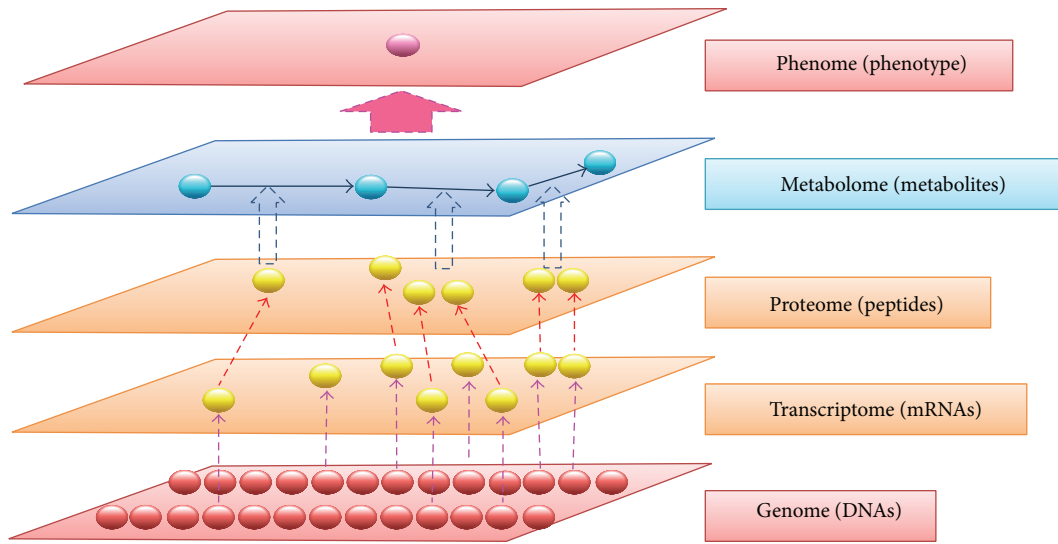 Phenome (phenotype)
Metabolome (metabolites)
Proteome (peptides)
Transcriptome (mRNAs)
Genome (DNAs)